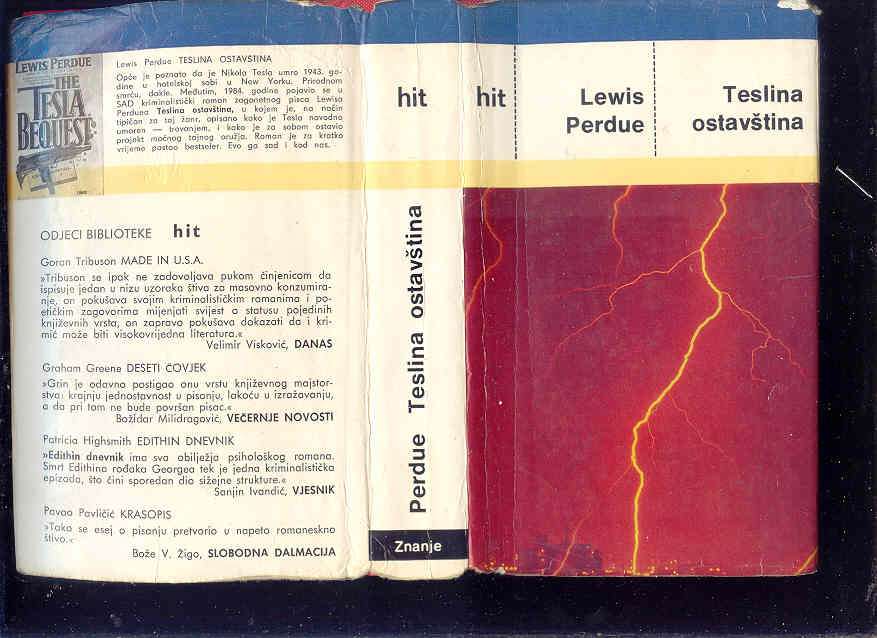 LEWIS PERDUE
THE
TESLA
BEQUEST
Lewis Perdue TESLINA OSTAVŠTINA
Opće je poznato da je Nikola Tesla umro 1943. go-
dine u hotelskoj sobi u New Yorku. Prirodnom
smrću, dakle. Međutim, 1984. godine pojavio se u
SAD kriminalistički roman zagonetnog pisca Lewisa
Perduea Teslina ostavština, u kojem je, na način
tipičan za taj žanr, opisano kako je Tesla navodno
umoren — trovanjem, i kako je za sobom ostavio
projekt moćnog tajnog oružja. Roman je za kratko
vrijeme postao bestseler. Evo ga sad i kod nas.
ODJECI BIBLIOTEKE hit
Goran Tribuson MADE IN U.S.A.
»Tribuson se ipak ne zadovoljava pukom činjenicom da
ispisuje jedan u nizu uzoraka štiva za masovno konzumira-
nje, on pokušava svojim kriminalističkim romanima i po-
etičkim zagovorima mijenjati svijest o statusu pojedinih
književnih vrsta, on zapravo pokušava dokazati da i kri-
mić može biti visokovrijedna literatura.«
Velimir Visković, DANAS
Graham Greene DESETI ČOVJEK
»Grin je odavno postigao onu vrstu književnog majstor-
stva: krajnju jednostavnost u pisanju, lakoću u izražavanju,
a da pri tom ne bude površan pisac.«
Božidar Milidragović, VEČERNJE NOVOSTI
Patricia Highsmith EDITHIN DNEVNIK
»Edithin dnevnik ima sva obilježja psihološkog romana.
Smrt Edithina rođaka Georgea tek je jedna kriminalistička
epizoda, što čini sporedan dio sižejne strukture.«
Sanjin Ivandić, VJESNIK
Pavao Pavličić KRASOPIS
»Tako se esej o pisanju pretvorio u napeto romaneskno
štivo.«
Bože V. Žigo, SLOBODNA DALMACIJA
hit
Perdue Teslina ostavština
Znanje
hit
Lewis
Perdue
Teslina
ostavština